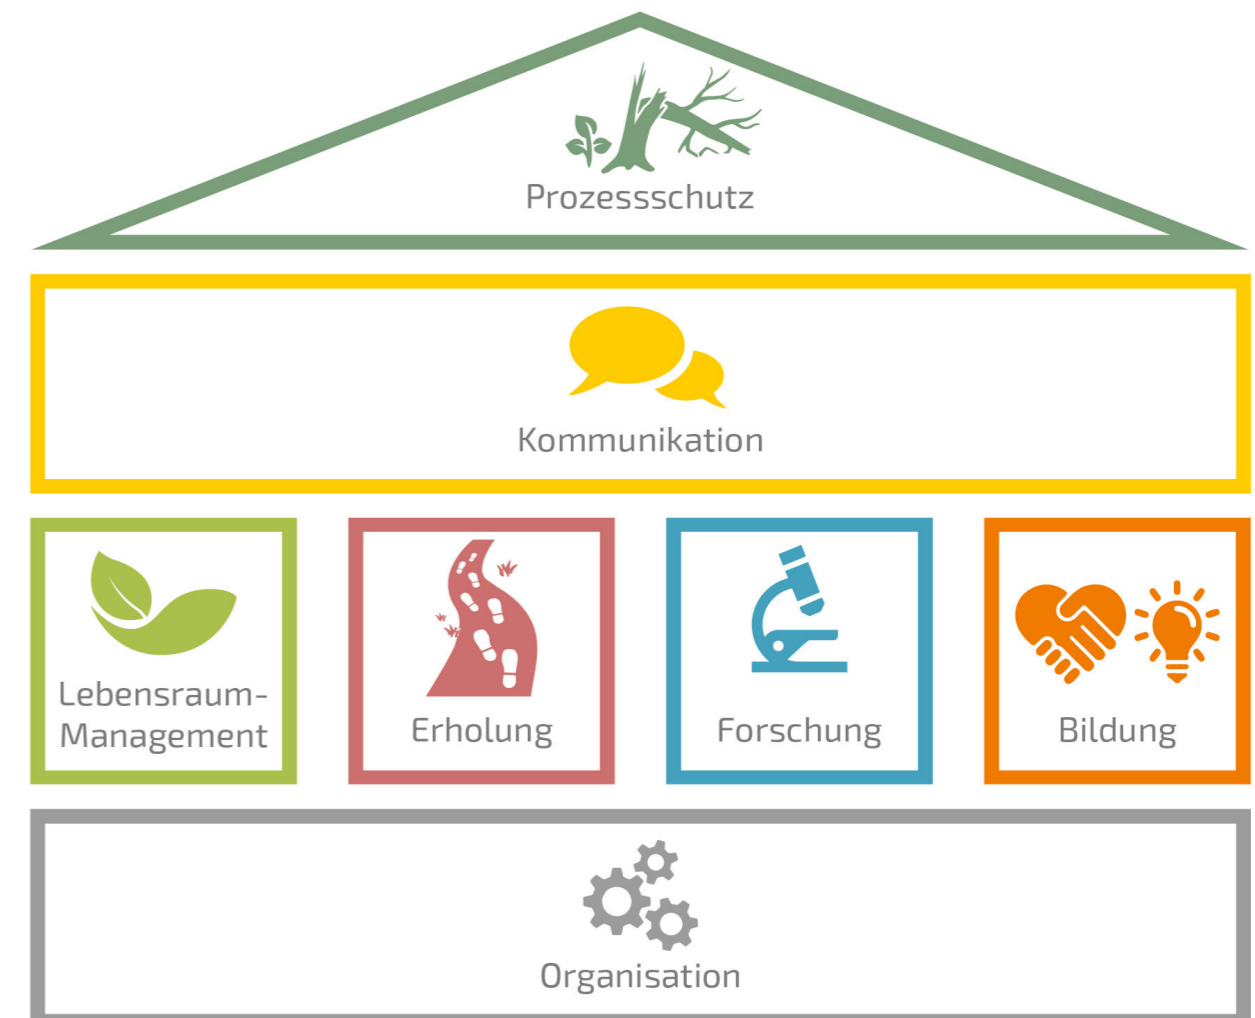 Prozessschutz
Kommunikation
Lebensraum-
Management
Erholung
Forschung
Bildung
Organisation